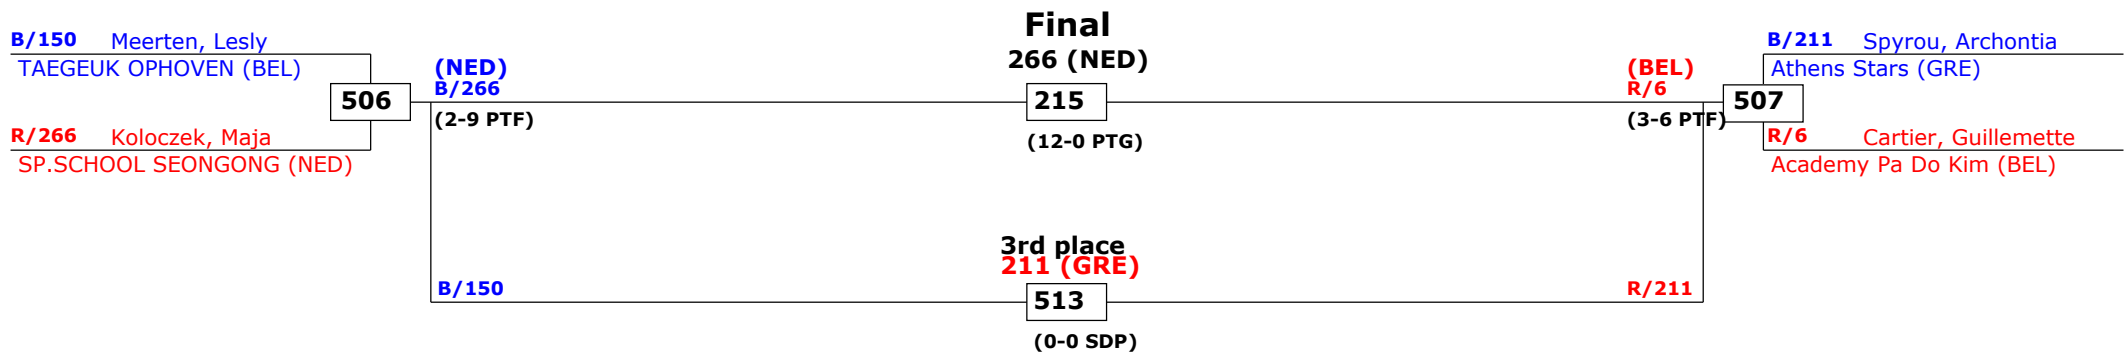 Final
266 (NED)
B/150 Meerten, Lesly
TAEGEUK OPHOVEN (BEL)
506
R/266 Koloczek, Maja
SP.SCHOOL SEONGONG (NED)
(NED)
B/266
(2-9 PTF)
215
(12-0 PTG)
(BEL)
R/6
(3-6 PTF)
B/211 Spyrou, Archontia
Athens Stars (GRE)
507
R/6 Cartier, Guillemette
Academy Pa Do Kim (BEL)
3rd place
211 (GRE)
B/150
513
R/211
(0-0 SDP)